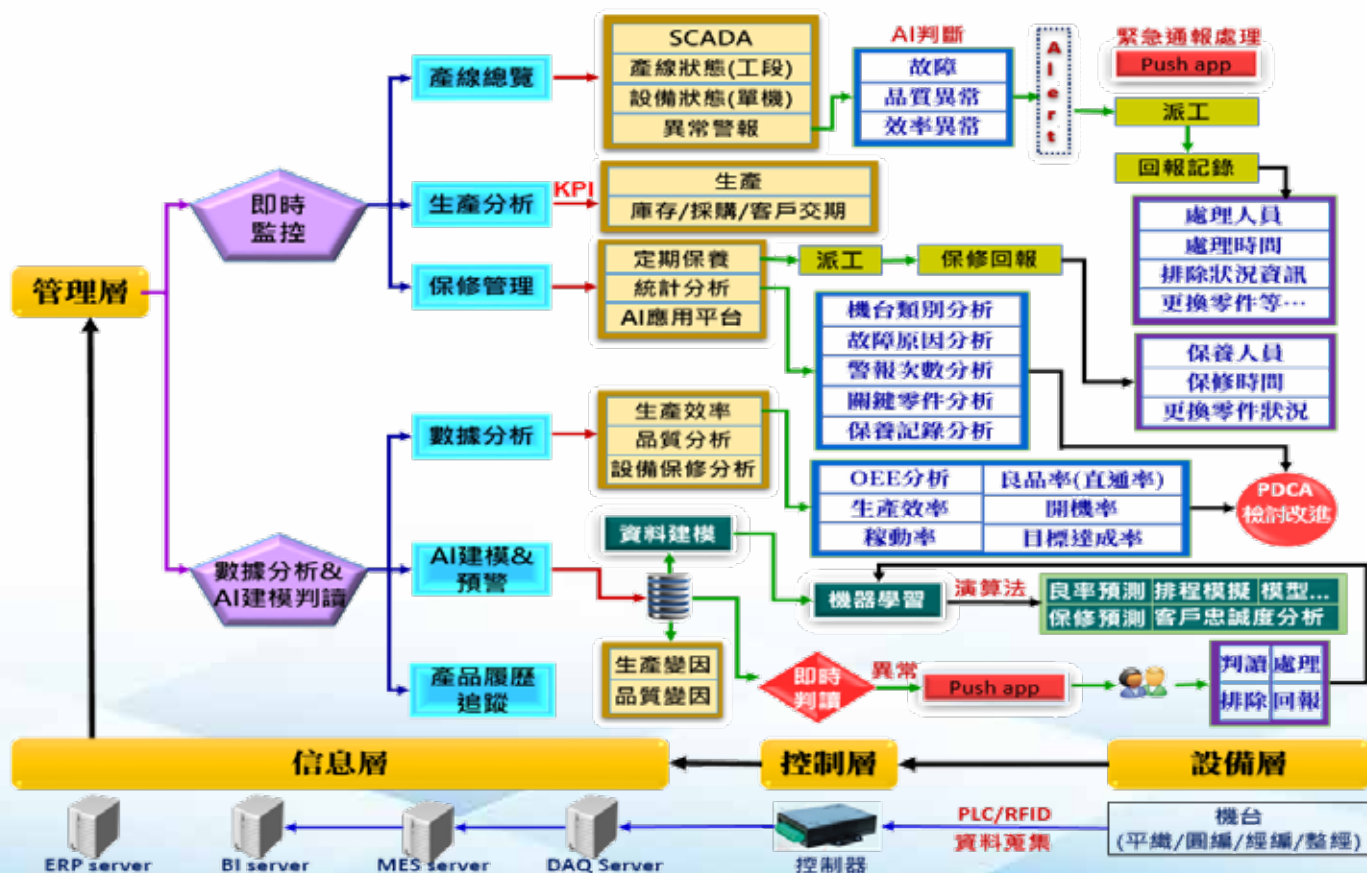 SCADA
產線狀態(工段)
設備狀態(單機)
異常警報
產線總覽
AI判斷
故障
品質異常
效率異常
Alert
緊急通報處理
Push app
派工
回報記錄
處理人員
處理時間
排除狀況資訊
更換零件等…
即時
監控
生產分析
KPI
生產
庫存/採購/客戶交期
保修管理
定期保養
統計分析
AI應用平台
派工
保修回報
機台類別分析
故障原因分析
警報次數分析
關鍵零件分析
保養記錄分析
保養人員
保修時間
更換零件狀況
管理層
數據分析
生產效率
品質分析
設備保修分析
OEE分析
良品率(直通率)
生產效率
開機率
稼動率
目標達成率
PDCA
檢討改進
數據分析&
AI建模判讀
AI建模&
預警
資料建模
機器學習
演算法
良率預測
排程模擬
模型...
保修預測
客戶忠誠度分析
產品履歷
追蹤
生產變因
品質變因
即時
判讀
異常
Push app
判讀
處理
排除
回報
信息層
控制層
設備層
ERP server
BI server
MES server
DAQ Server
控制器
PLC/RFID
資料蒐集
機台
(平織/圓編/經編/整經)